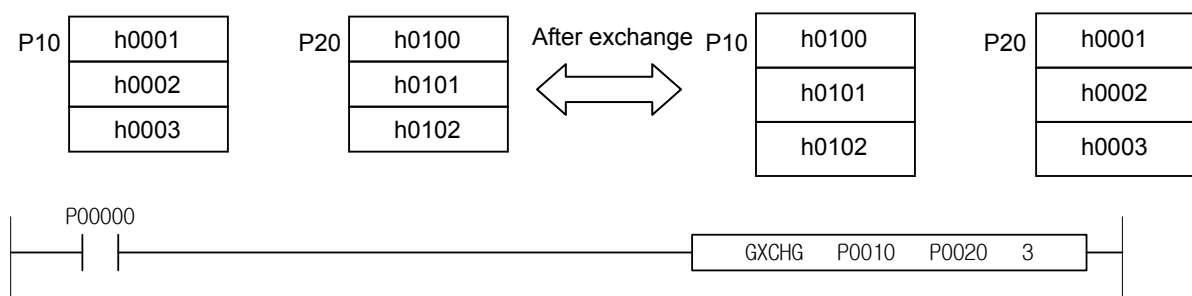 P10 h0001 P20 h0100 After exchange P10 h0100 P20 h0001
h0002 h0101 h0101 h0002
h0003 h0102 h0102 h0003
P00000
GXCHG P0010 P0020 3